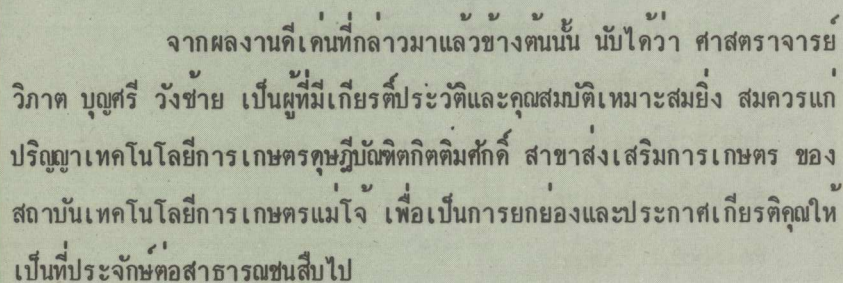 จากผลงานดีเด่นที่กล่าวมาแล้วข้างต้นนั้น นับได้ว่า ศาสตราจารย์
วิภาต บุญศรี วังซ้าย เป็นผู้ที่มีเกียรติ์ประวัติและคุณสมบัติเหมาะสมยิ่ง สมควรแก่
ปริญญาเทคโนโลยีการเกษตรดุษฎีบัณฑิตกิตติมศักดิ์ สาขาส่งเสริมการเกษตร ของ
สถาบันเทคโนโลยีการเกษตรแม่โจ้ เพื่อเป็นการยกย่องและประกาศเกียรติคุณให้
เป็นที่ประจักษ์ต่อสาธารณชนสืบไป